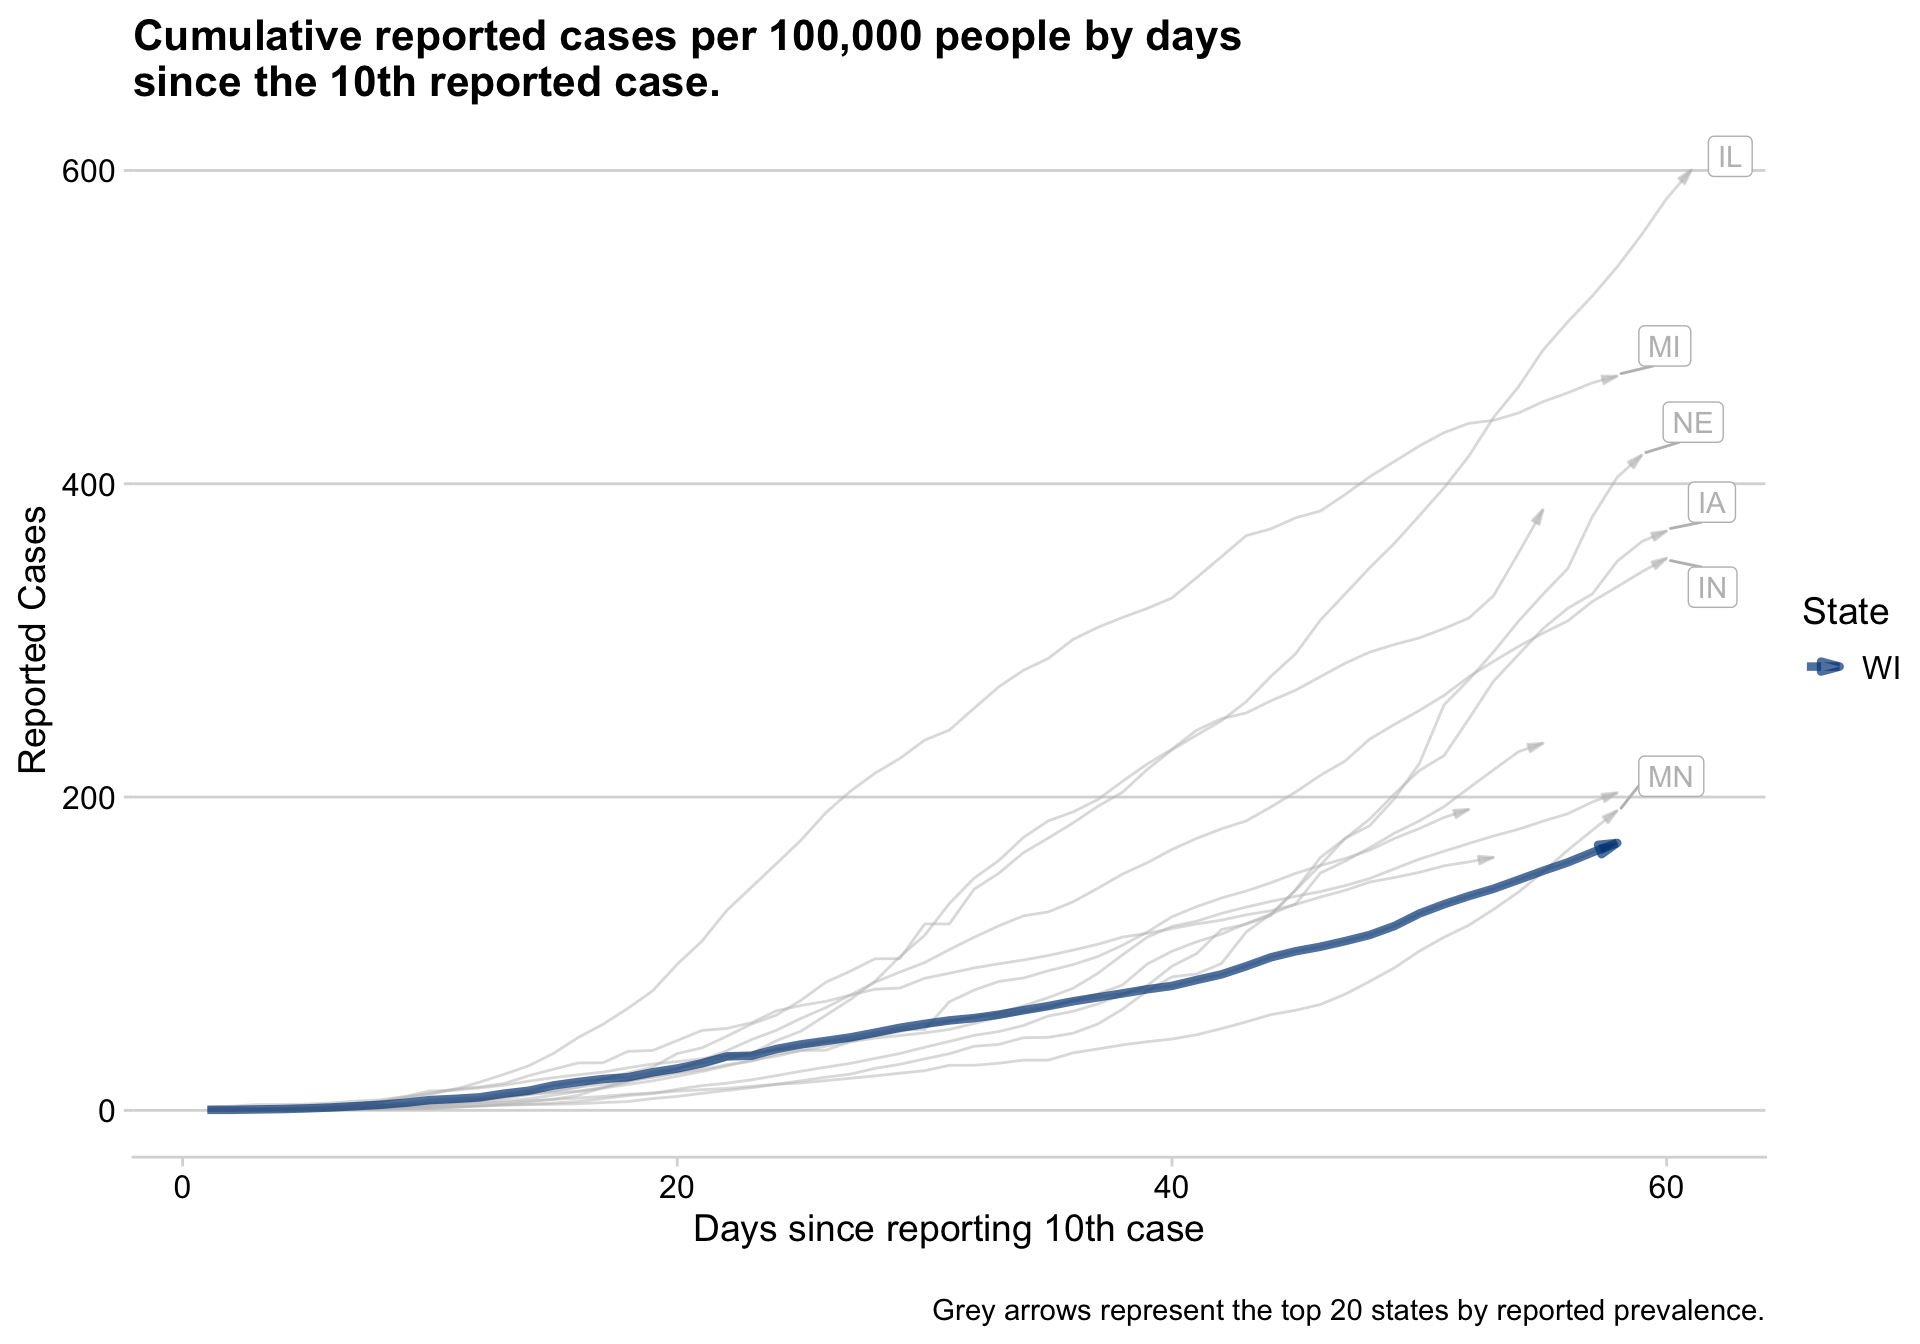 Cumulative reported cases per 100,000 people by days
since the 10th reported case.
600
400
200
0
Reported Cases
IL
MI
NE
IA
IN
MN
State
WI
0
20
40
60
Days since reporting 10th case
Grey arrows represent the top 20 states by reported prevalence.